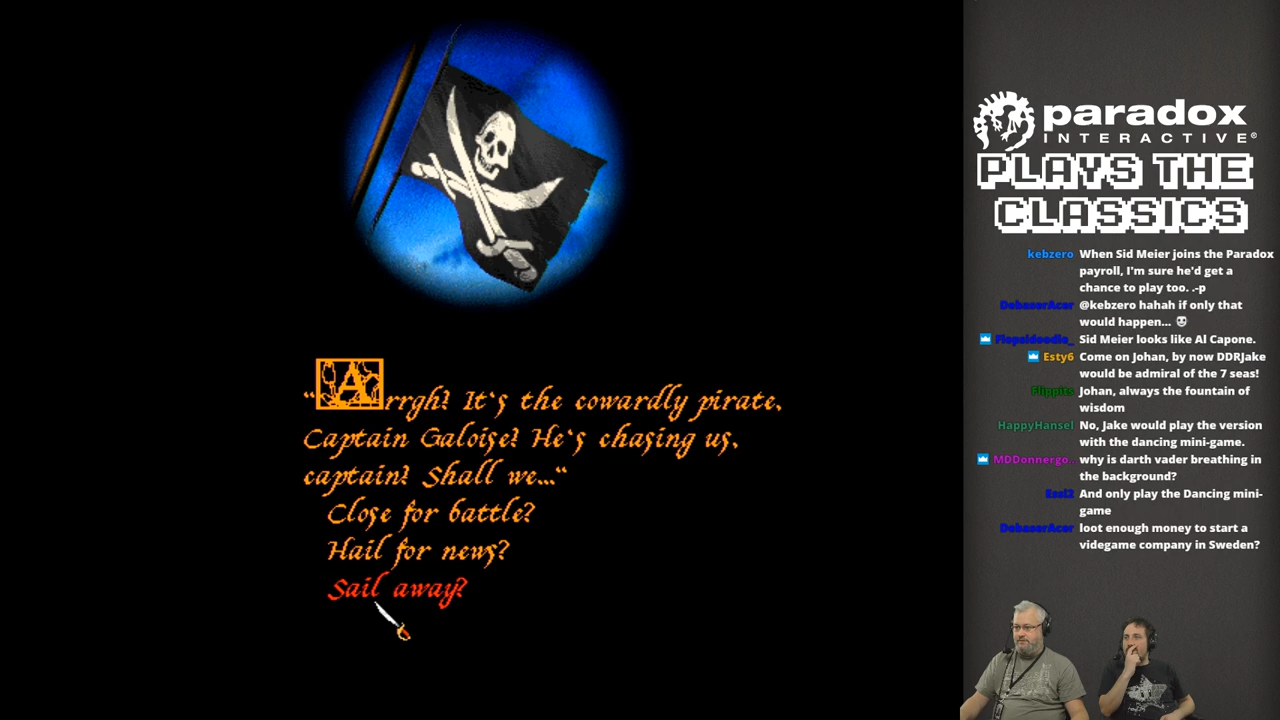 "Arrgh! It's the cowardly pirate,
Captain Galoise! He's chasing us,
captain! Shall we..."
Close for battle?
Hail for news?
Sail away?
paradox
INTERACTIVE®
PLAYS THE
CLASSICS
kebzero When Sid Meier joins the Paradox
payroll, I'm sure he'd get a
chance to play too. .-p
DobaserAcer @kebzero hahah if only that
would happen...
Sid Meier looks like Al Capone.
Esty6 Come on Johan, by now DDRJake
would be admiral of the 7 seas!
Flippits Johan, always the fountain of
wisdom
HappyHansel No, Jake would play the version
with the dancing mini-game.
MDDonnergo.. why is darth vader breathing in
the background?
And only play the Dancing mini-
game
DobaserAcer loot enough money to start a
videgame company in Sweden?